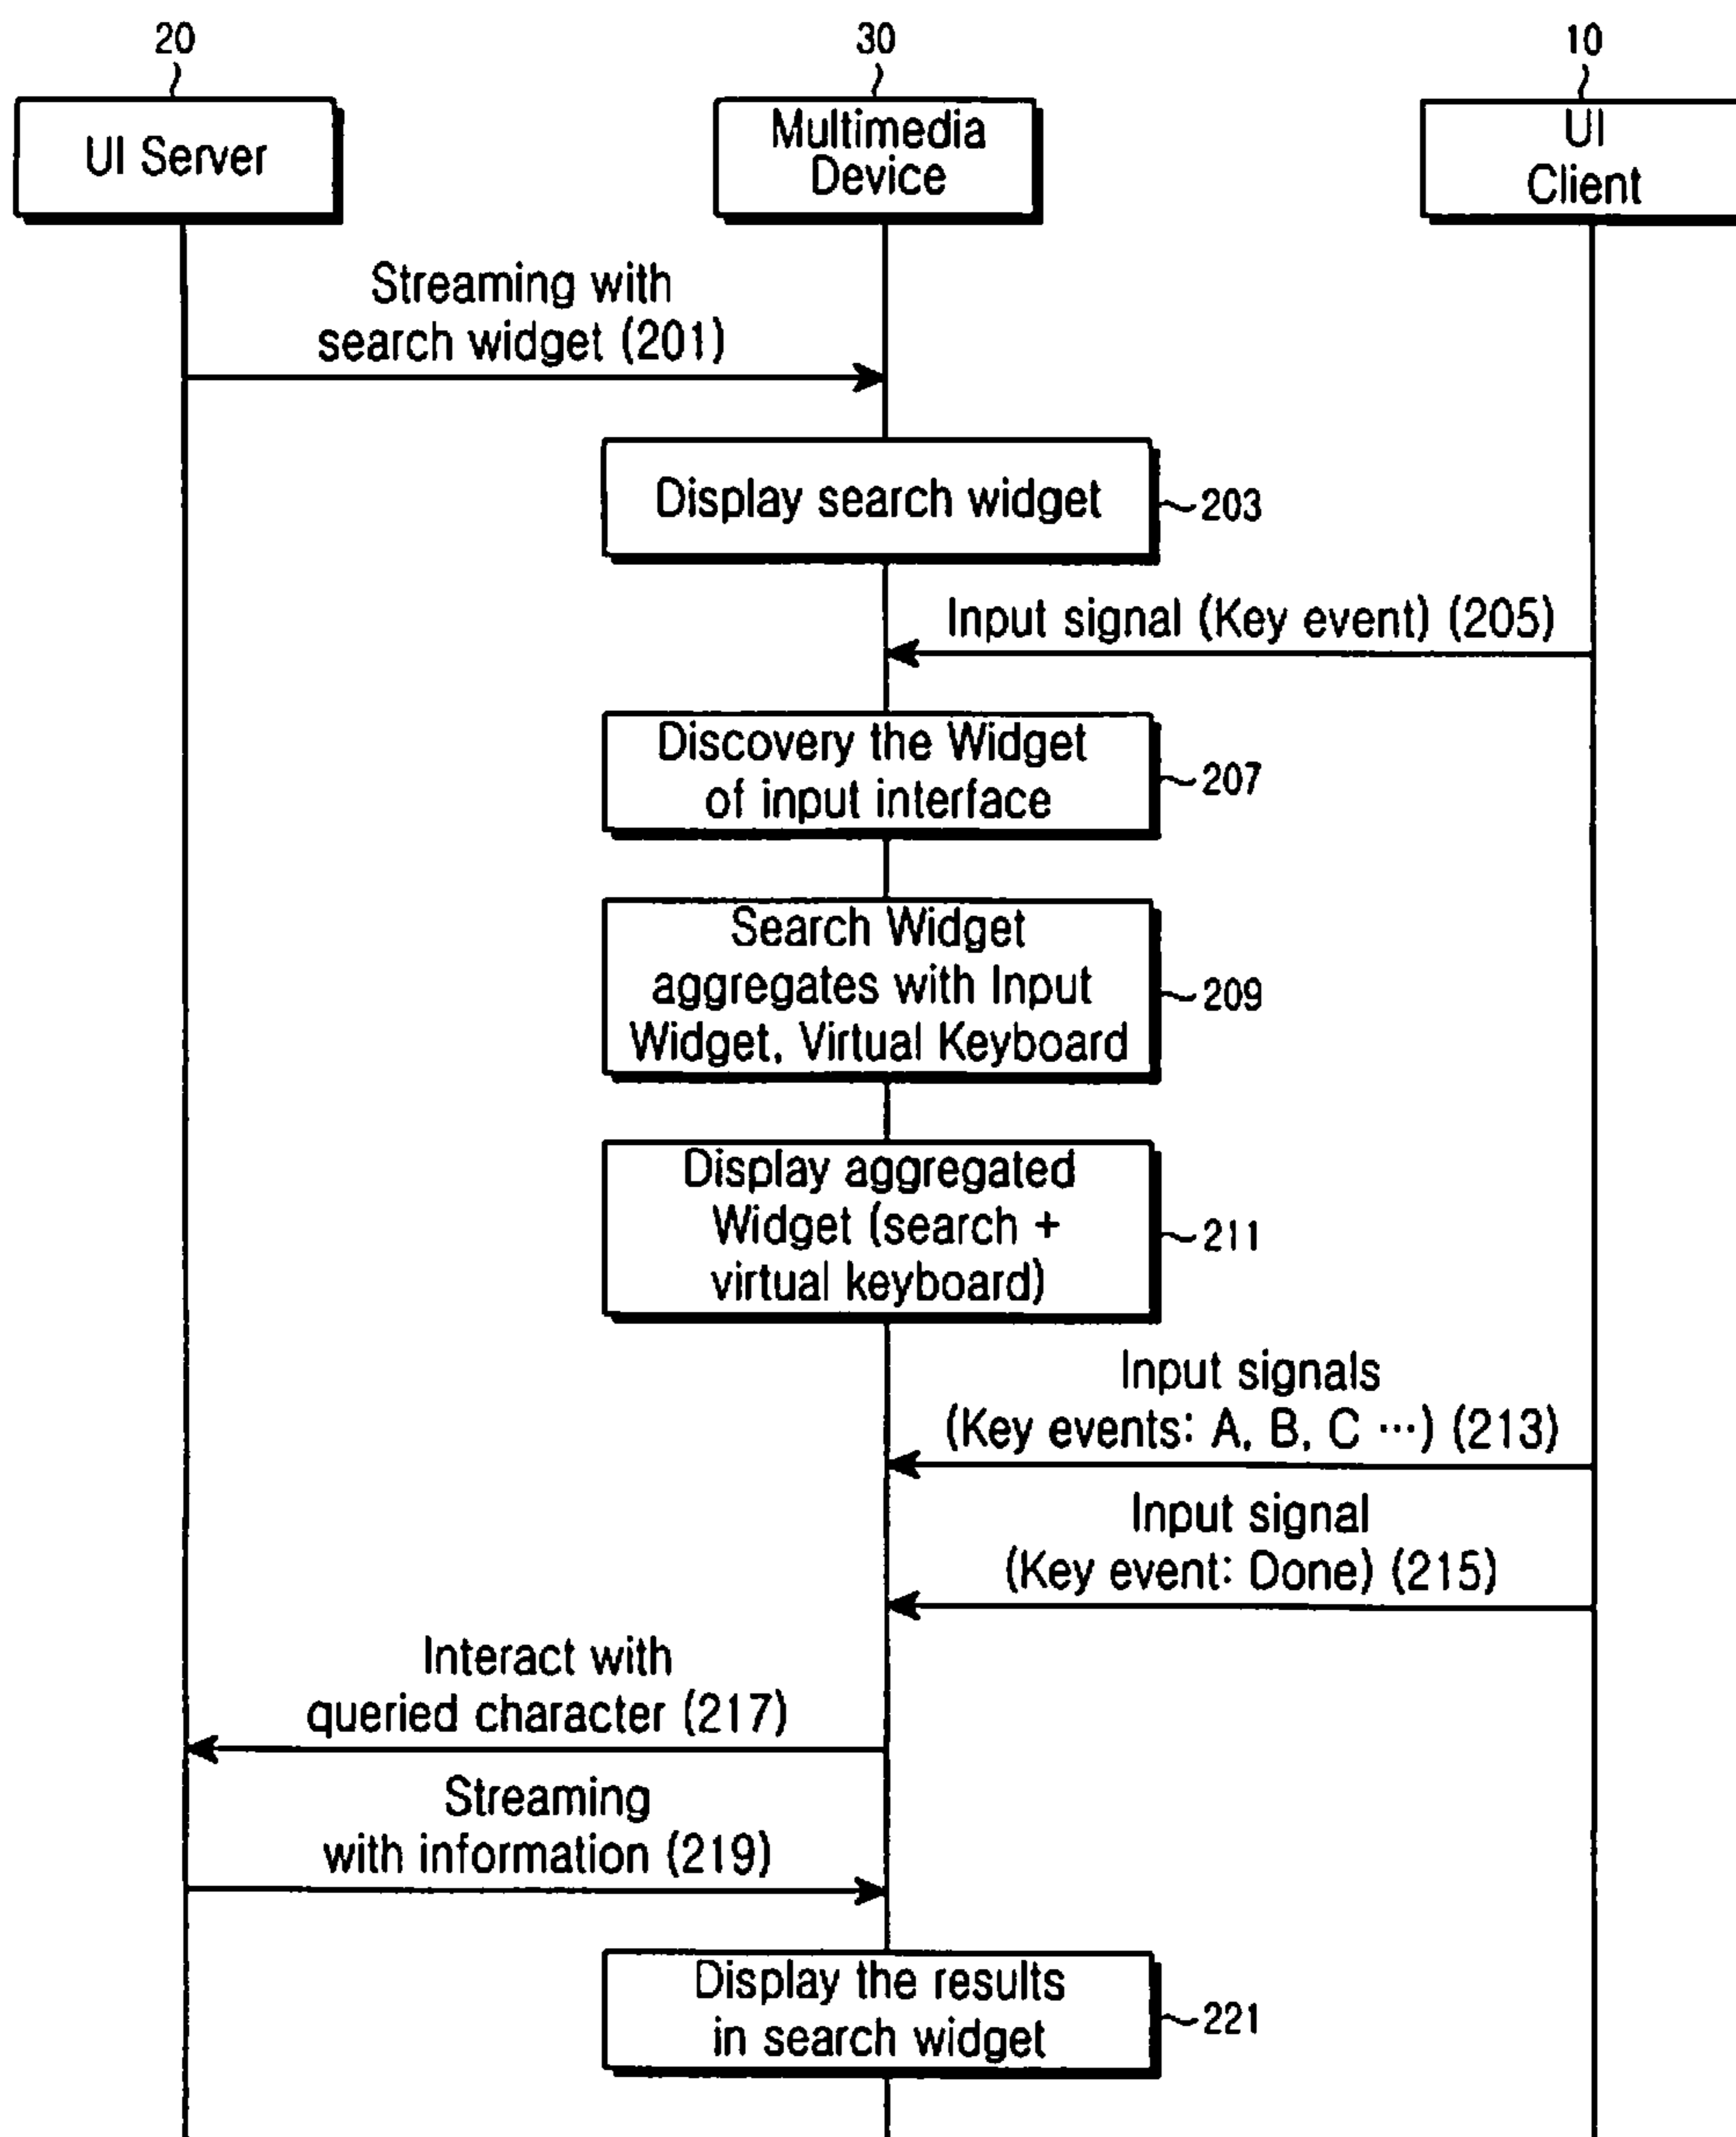 20
30
10
UI Server
Multimedia
Device
UI
Client
Streaming with
search widget (201)
Display search widget
203
Input signal (Key event) (205)
Discovery the Widget
of input interface
207
Search Widget
aggregates with Input
Widget, Virtual Keyboard
209
Display aggregated
Widget (search +
virtual keyboard)
211
Input signals
(Key events: A, B, C ···) (213)
Input signal
(Key event: Done) (215)
Interact with
queried character (217)
Streaming
with information (219)
Display the results
in search widget
221